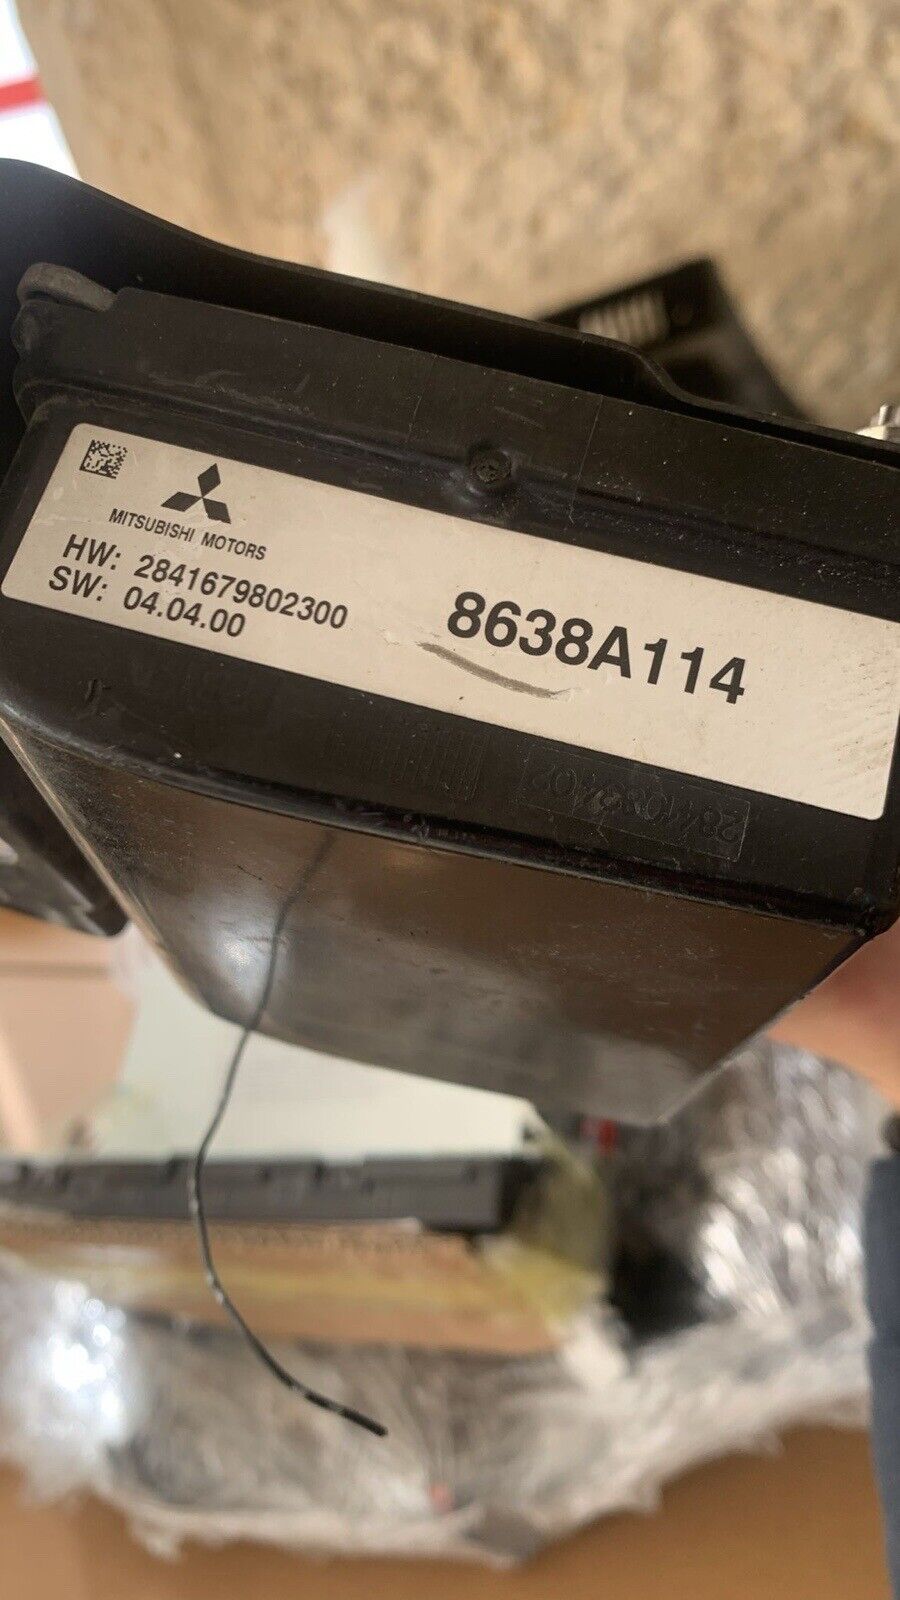 MITSUBISHI MOTORS
HW: 2841679802300
SW: 04.04.00
8638A114